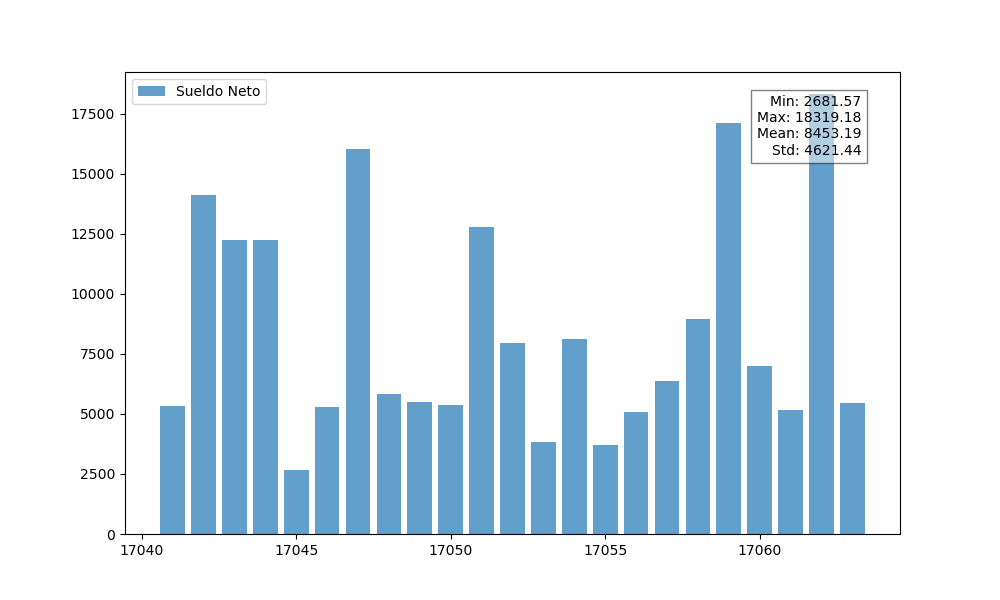 Sueldo Neto
Min: 2681.57
Max: 18319.18
Mean: 8453.19
Std: 4621.44
17500
15000
12500
10000
7500
5000
2500
0
17040 17045 17050 17055 17060